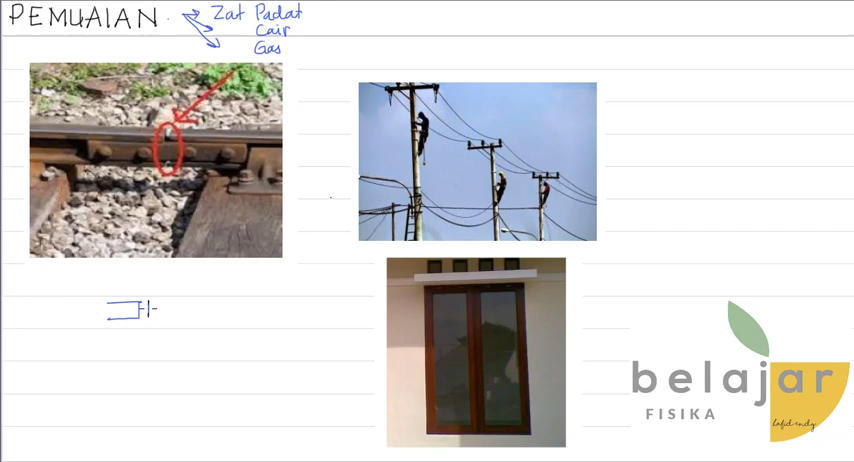 PEMUAIAN
Zat Padat
Cair
Gas
belajar
FISIKA